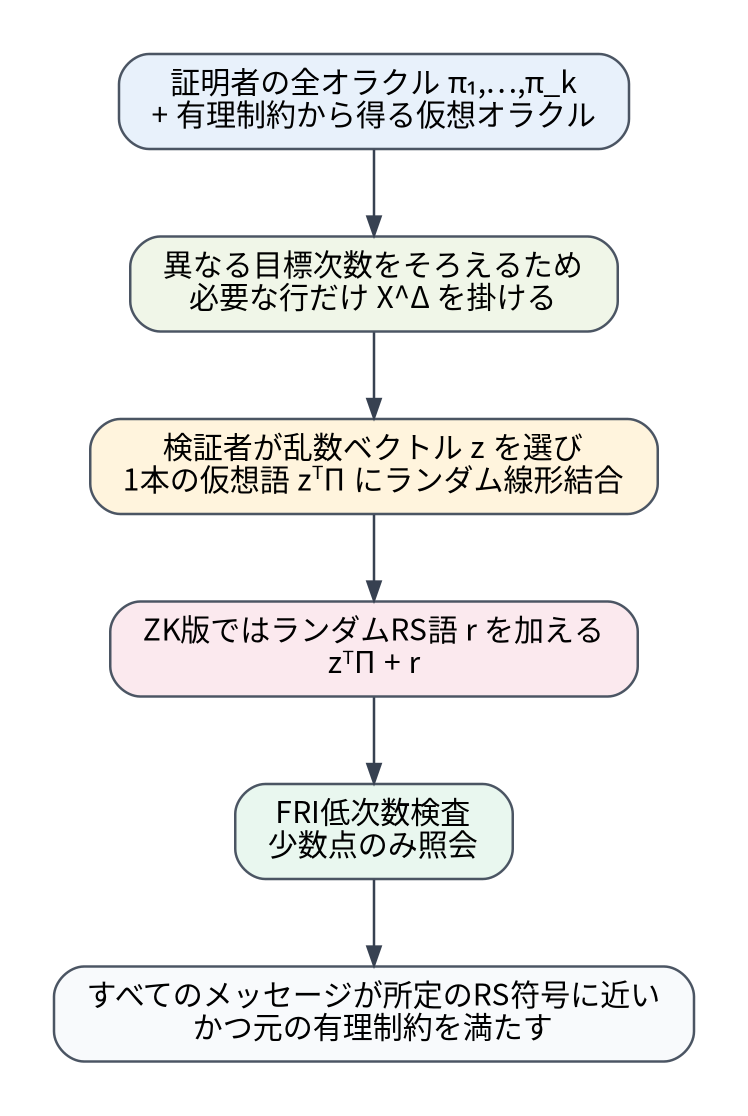 証明者の全オラクル π₁,…,π_k
+ 有理制約から得る仮想オラクル
異なる目標次数をそろえるため
必要な行だけ X^Δ を掛ける
検証者が乱数ベクトル z を選び
1本の仮想語 zᵀΠ にランダム線形結合
ZK版ではランダムRS語 r を加える
zᵀΠ + r
FRI低次数検査
少数点のみ照会
すべてのメッセージが所定のRS符号に近い
かつ元の有理制約を満たす